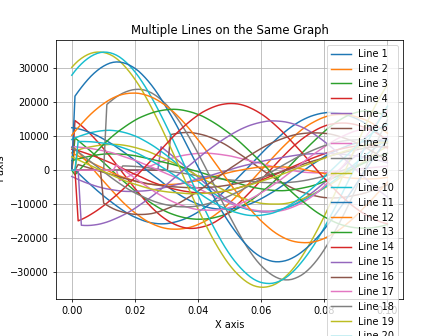 Multiple Lines on the Same Graph
30000
20000
10000
0
−10000
−20000
−30000
0.00
0.02
0.04
0.06
0.08
X axis
axis
Line 1
Line 2
Line 3
Line 4
Line 5
Line 6
Line 7
Line 8
Line 9
Line 10
Line 11
Line 12
Line 13
Line 14
Line 15
Line 16
Line 17
Line 18
Line 19
Line 20